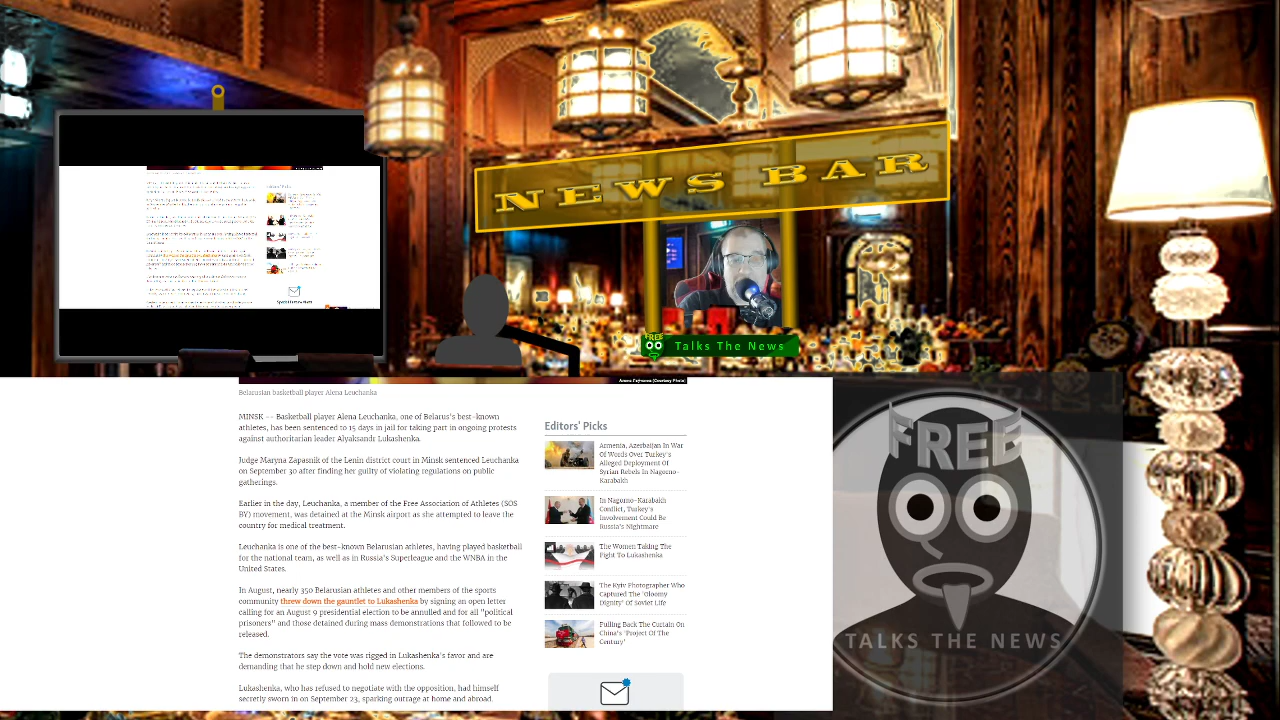 NEWS BAR
FREE
Talks The News
Belarusian basketball player Alena Leuchanka
MINSK -- Basketball player Alena Leuchanka, one of Belarus's best-known
athletes, has been sentenced to 15 days in jail for taking part in ongoing protests
against authoritarian leader Alyaksandr Lukashenka.
Judge Maryna Zapasnik of the Lenin district court in Minsk sentenced Leuchanka
on September 30 after finding her guilty of violating regulations on public
gatherings.
Earlier in the day, Leuchanka, a member of the Free Association of Athletes (SOS
BY) movement, was detained at the Minsk airport as she attempted to leave the
country for medical treatment.
Leuchanka is one of the best-known Belarusian athletes, having played basketball
for the national team, as well as in Russia's Superleague and the WNBA in the
United States.
In August, nearly 350 Belarusian athletes and other members of the sports
community threw down the gauntlet to Lukashenka by signing an open letter
calling for an August 9 presidential election to be annulled and for all "political
prisoners" and those detained during mass demonstrations that followed to be
released.
The demonstrators say the vote was rigged in Lukashenka's favor and are
demanding that he step down and hold new elections.
Lukashenka, who has refused to negotiate with the opposition, had himself
secretly sworn in on September 23, sparking outrage at home and abroad.
Editors' Picks
Armenia, Azerbaijan In War
Of Words Over Turkey's
Alleged Deployment Of
Syrian Rebels In Nagorno-
Karabakh
In Nagorno-Karabakh
Conflict, Turkey's
Involvement Could Be
Russia's Nightmare
The Women Taking The
Fight To Lukashenka
The Kyiv Photographer Who
Captured The 'Gloomy
Dignity' Of Soviet Life
Pulling Back The Curtain On
China's 'Project Of The
Century'
FREE
TALKS THE NEWS